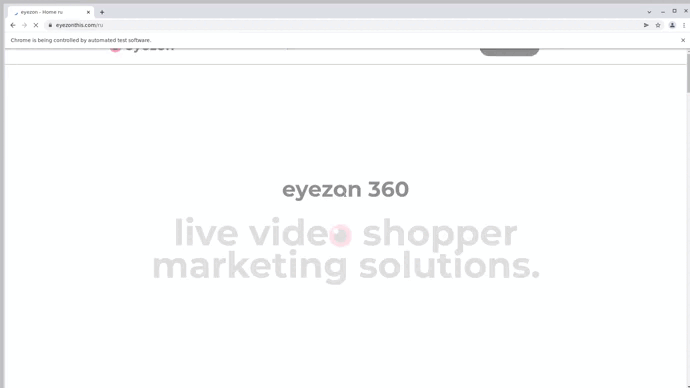 eyezon - Home ru
eyezonthis.com/ru
Chrome is being controlled by automated test software.
eyezon
eyezon 360
live video shopper
marketing solutions.